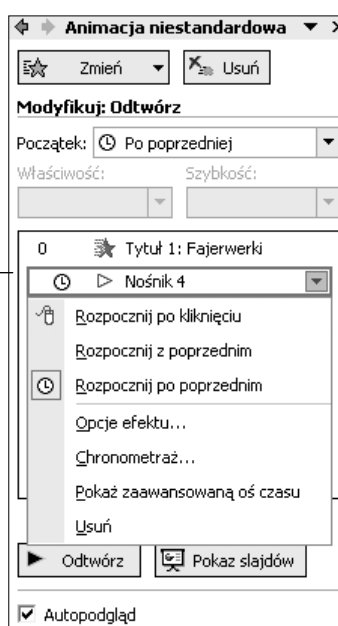 Animacja niestandardowa
Zmień Usuń
Modyfikuj: Odtwórz
Początek: Po poprzedniej
Właściwość: Szybkość:
0 Tytuł 1: Fajerwerki
Nośnik 4
Rozpocznij po kliknięciu
Rozpocznij z poprzednim
Rozpocznij po poprzednim
Opcje efektu...
Chronometraż...
Pokaż zaawansowaną oś czasu
Usuń
Odtwórz Pokaz slajdów
Autopodgląd